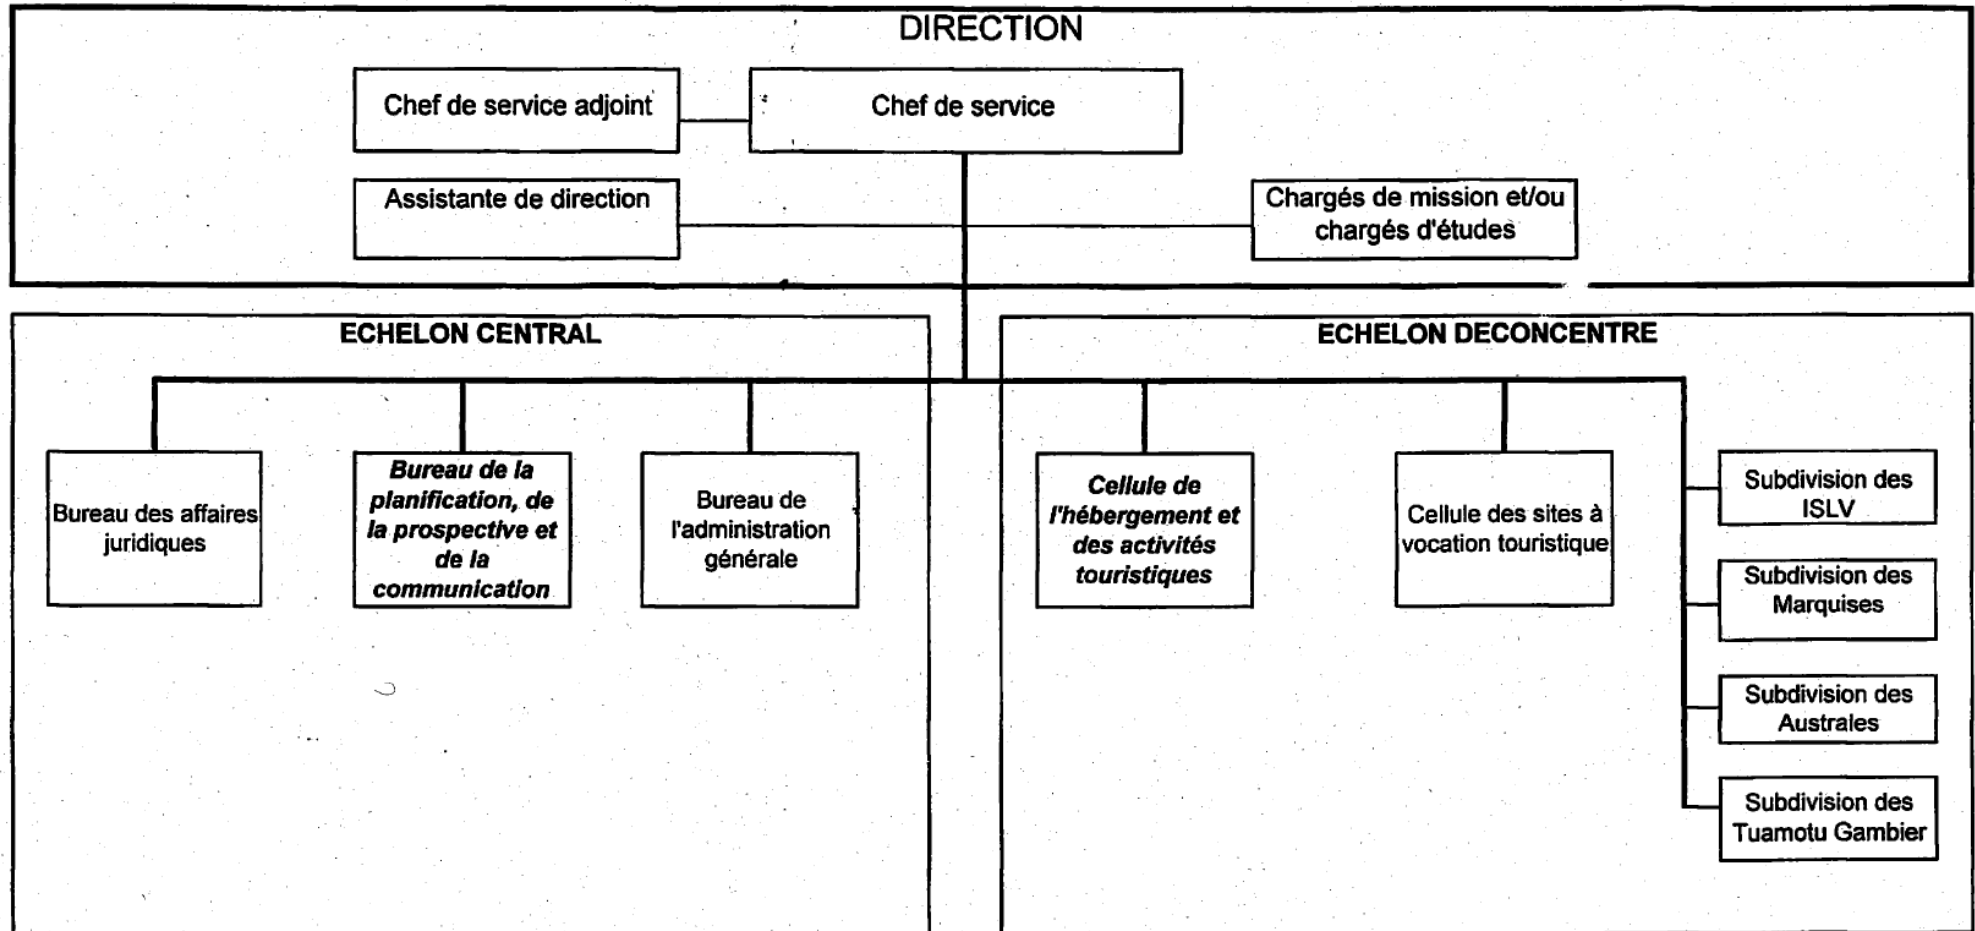 DIRECTION
Chef de service adjoint
Chef de service
Assistante de direction
Chargés de mission et/ou
chargés d'études
ECHELON CENTRAL
Bureau des affaires
juridiques
Bureau de la
planification, de
la prospective et
de la
communication
Bureau de
l'administration
générale
ECHELON DECONCENTRE
Cellule de
l'hébergement et
des activités
touristiques
Cellule des sites à
vocation touristique
Subdivision des
ISLV
Subdivision des
Marquises
Subdivision des
Australes
Subdivision des
Tuamotu Gambier